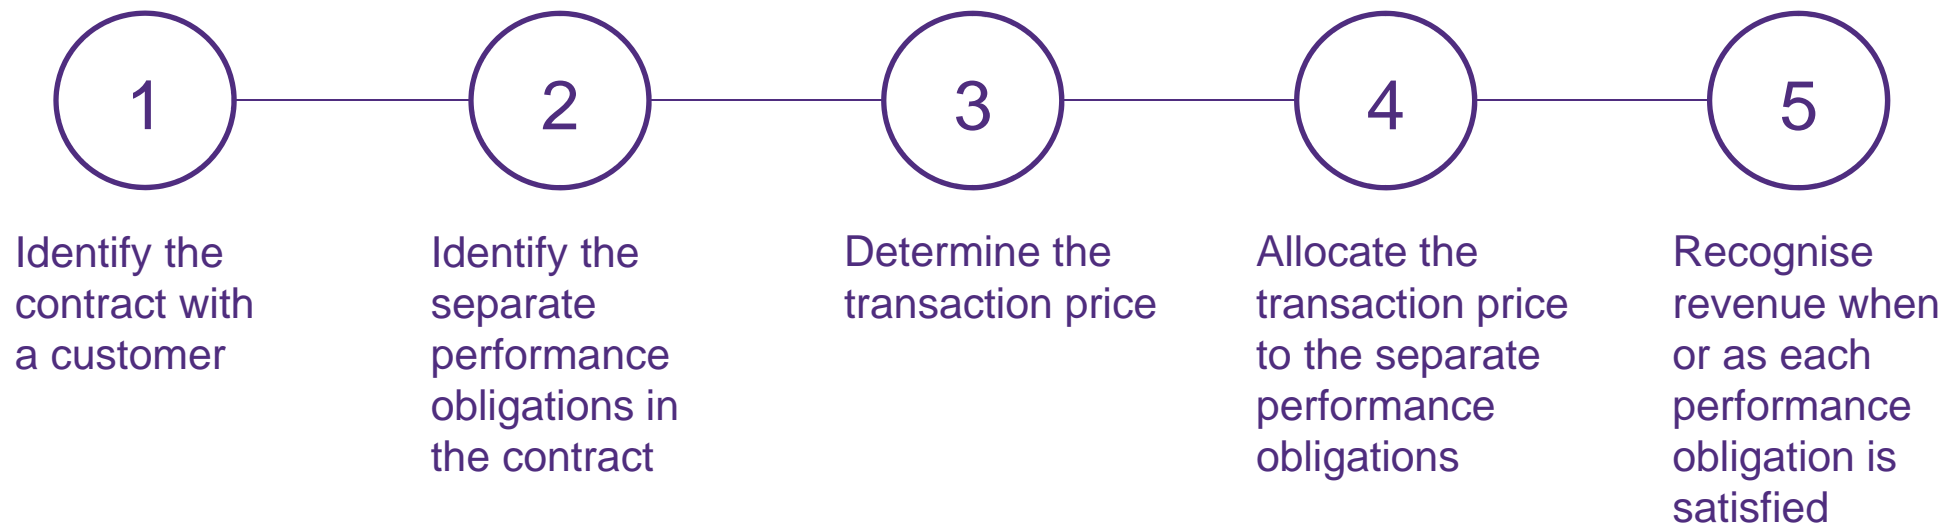 1
Identify the
contract with
a customer
2
Identify the
separate
performance
obligations in
the contract
3
Determine the
transaction price
4
Allocate the
transaction price
to the separate
performance
obligations
5
Recognise
revenue when
or as each
performance
obligation is
satisfied